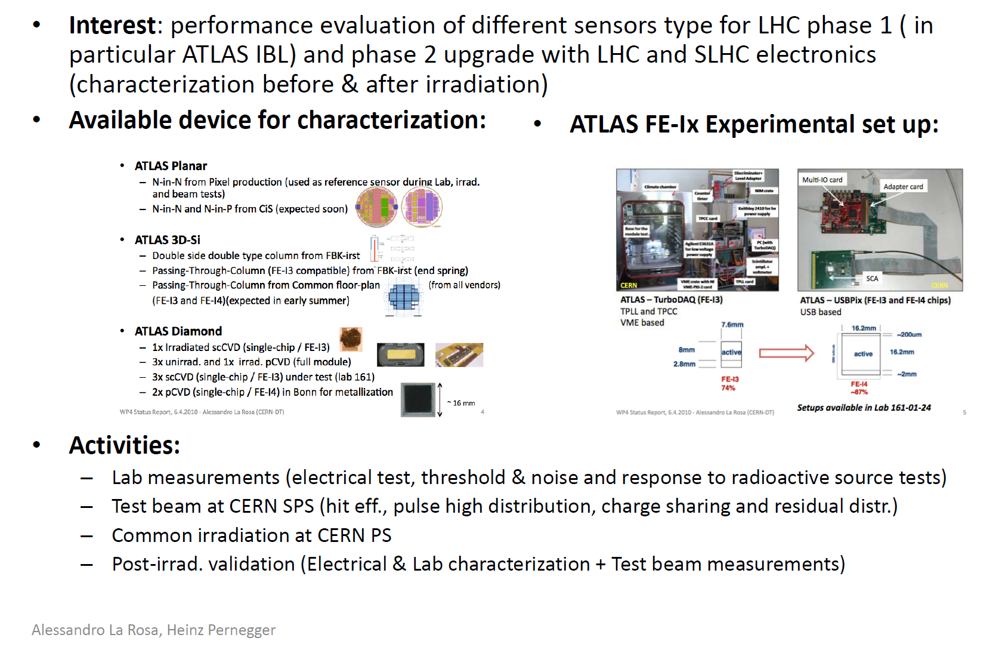 • Interest: performance evaluation of different sensors type for LHC phase 1 ( in
particular ATLAS IBL) and phase 2 upgrade with LHC and SLHC electronics
(characterization before & after irradiation)
• Available device for characterization:
• ATLAS Planar
– N-in-N from Pixel production (used as reference sensor during Lab, irrad.
and beam tests)
– N-in-N and N-in-P from CiS (expected soon)
• ATLAS 3D-Si
– Double side double type column from FBK-irst
– Passing-Through-Column (FE-I3 compatible) from FBK-irst (end spring)
– Passing-Through-Column from Common floor-plan (from all vendors)
(FE-I3 and FE-I4)(expected in early summer)
• ATLAS Diamond
– 1x Irradiated scCVD (single-chip / FE-I3)
– 3x unirrad. and 1x irrad. pCVD (full module)
– 3x scCVD (single-chip / FE-I3) under test (lab 161)
– 2x pCVD (single-chip / FE-I4) in Bonn for metallization
~ 16 mm
WP4 Status Report, 6.4.2010 - Alessandro La Rosa (CERN-DT) 4
• ATLAS FE-Ix Experimental set up:
Discriminator+
Level Adapter
Climate chamber
Counter
timer
NIM crate
Keithley 2410 for hv
power supply
TPCC card
Base for the
module test
Agilent E3631A
for low voltage
power supply
PC (with
TurboDAQ)
Scintillator
ampl. +
voltmeter
VME crate with NI
VME-PXI-2 card
TPLL card
CERN
Multi-IO card
Adapter card
SCA
CERN
ATLAS – TurboDAQ (FE-I3)
TPLL and TPCC
VME based
ATLAS – USBPix (FE-I3 and FE-I4 chips)
USB based
7.6mm
8mm
active
2.8mm
FE-I3
74%
16.2mm
~200um
active
16.2mm
~2mm
FE-I4
~87%
Setups available in Lab 161-01-24
WP4 Status Report, 6.4.2010 - Alessandro La Rosa (CERN-DT) 5
• Activities:
– Lab measurements (electrical test, threshold & noise and response to radioactive source tests)
– Test beam at CERN SPS (hit eff., pulse high distribution, charge sharing and residual distr.)
– Common irradiation at CERN PS
– Post-irrad. validation (Electrical & Lab characterization + Test beam measurements)
Alessandro La Rosa, Heinz Pernegger